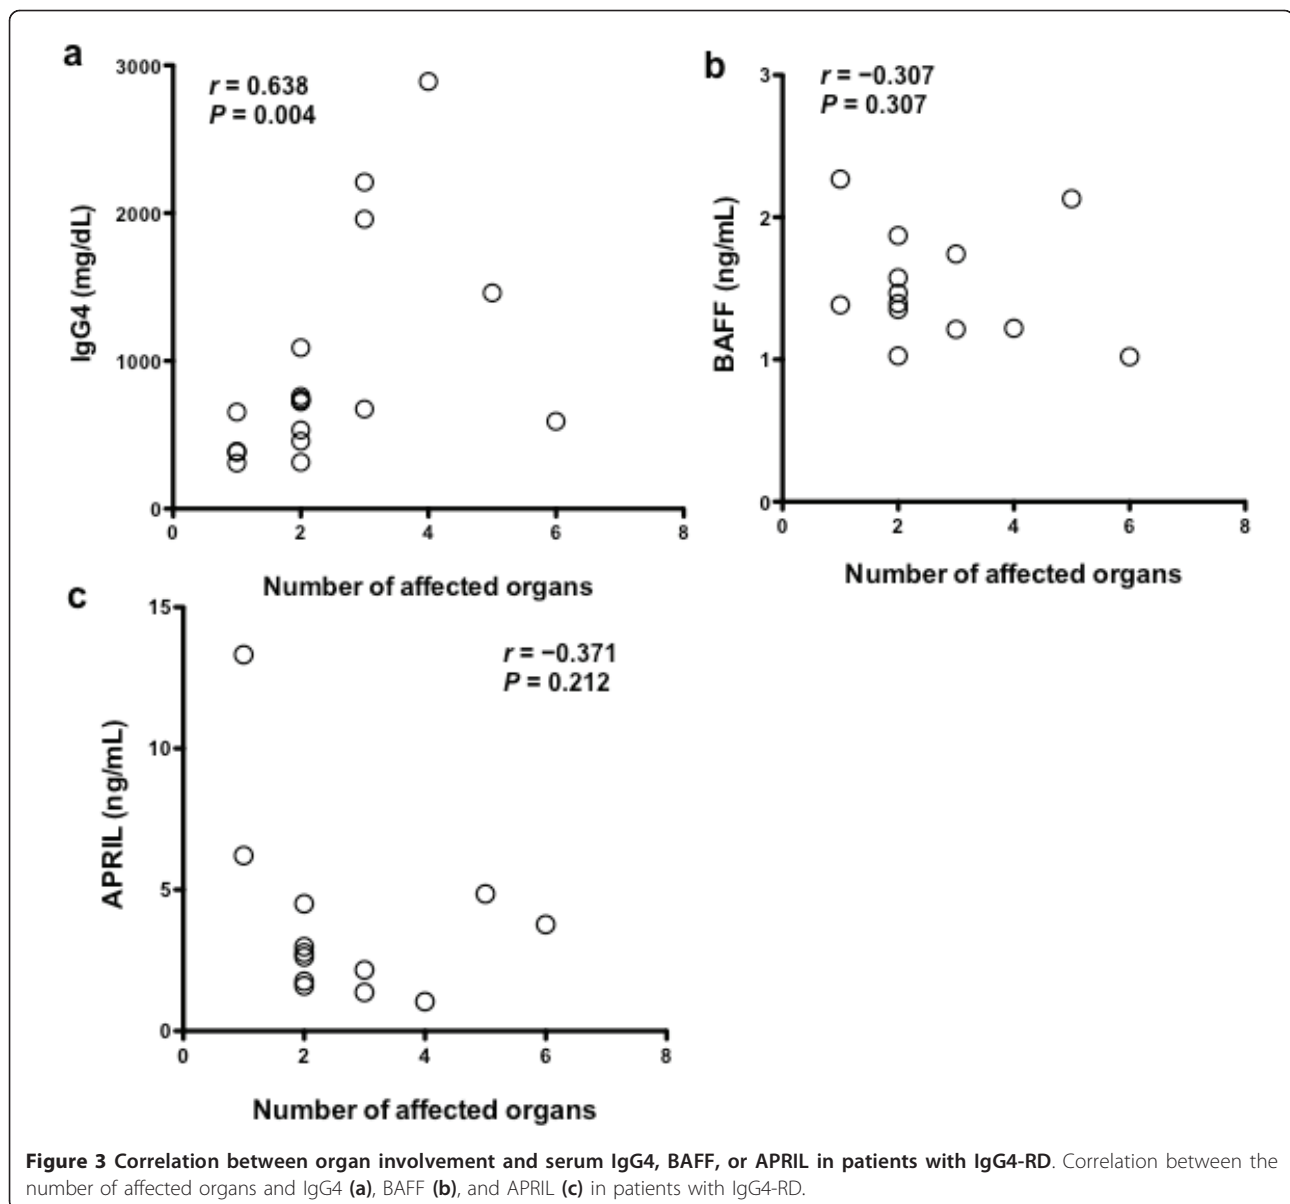 a
r = 0.638
P = 0.004
IgG4 (mg/dL)
3000
2000
1000
0
0 2 4 6 8
Number of affected organs
b
r = −0.307
P = 0.307
BAFF (ng/mL)
3
2
1
0
0 2 4 6 8
Number of affected organs
c
r = −0.371
P = 0.212
APRIL (ng/mL)
15
10
5
0
0 2 4 6 8
Number of affected organs
Figure 3 Correlation between organ involvement and serum IgG4, BAFF, or APRIL in patients with IgG4-RD. Correlation between the
number of affected organs and IgG4 (a), BAFF (b), and APRIL (c) in patients with IgG4-RD.